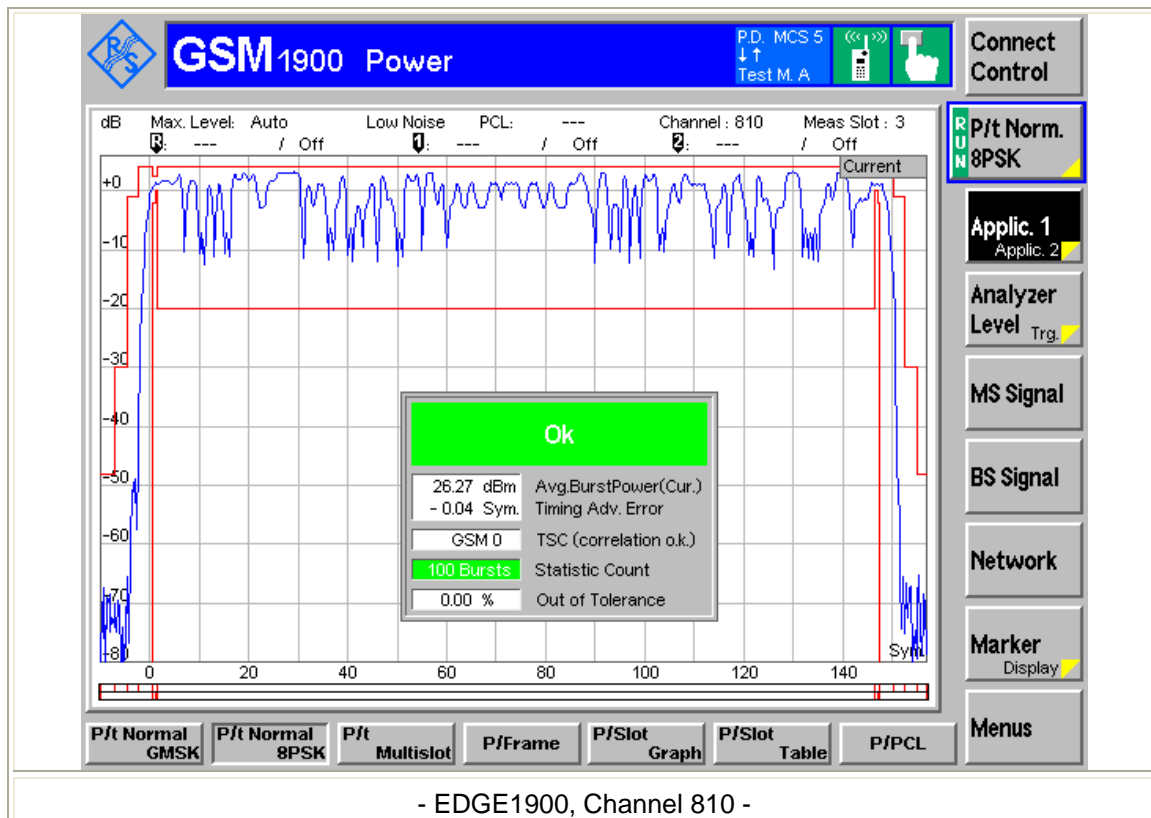 R S
GSM 1900 Power
P.D. MCS 5
Test M. A
Connect Control
dB Max. Level: Auto Low Noise PCL: --- Channel : 810 Meas Slot : 3
R: --- / Off 1: --- / Off 2: --- / Off
Current
+0
-10
-20
-30
-40
-50
-60
-70
-80
Sym.
0 20 40 60 80 100 120 140
Ok
26.27 dBm Avg.BurstPower(Cur.)
- 0.04 Sym. Timing Adv. Error
GSM 0 TSC (correlation o.k.)
100 Bursts Statistic Count
0.00 % Out of Tolerance
RUN
P/t Norm.
8PSK
Applic. 1
Applic. 2
Analyzer
Level Trg.
MS Signal
BS Signal
Network
Marker
Display
Menus
P/t Normal GMSK
P/t Normal 8PSK
P/t Multislot
P/Frame
P/Slot Graph
P/Slot Table
P/PCL
- EDGE1900, Channel 810 -